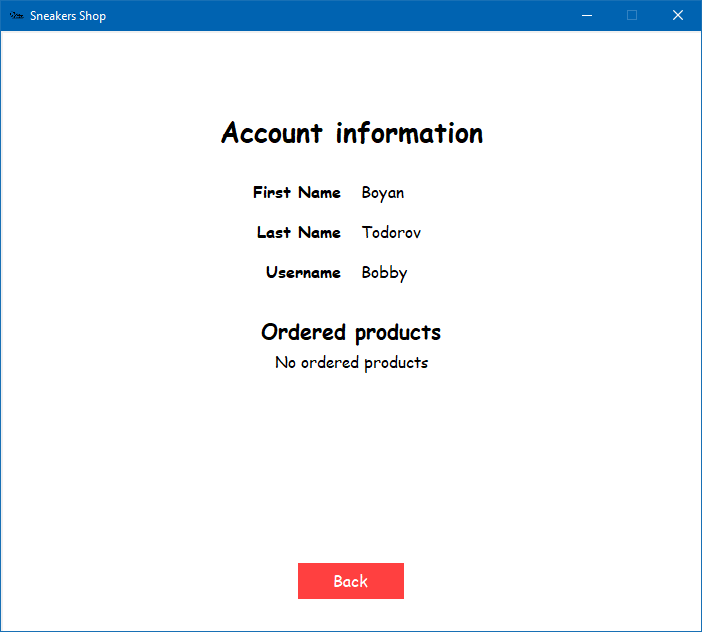 Sneakers Shop
Account information
First Name Boyan
Last Name Todorov
Username Bobby
Ordered products
No ordered products
Back